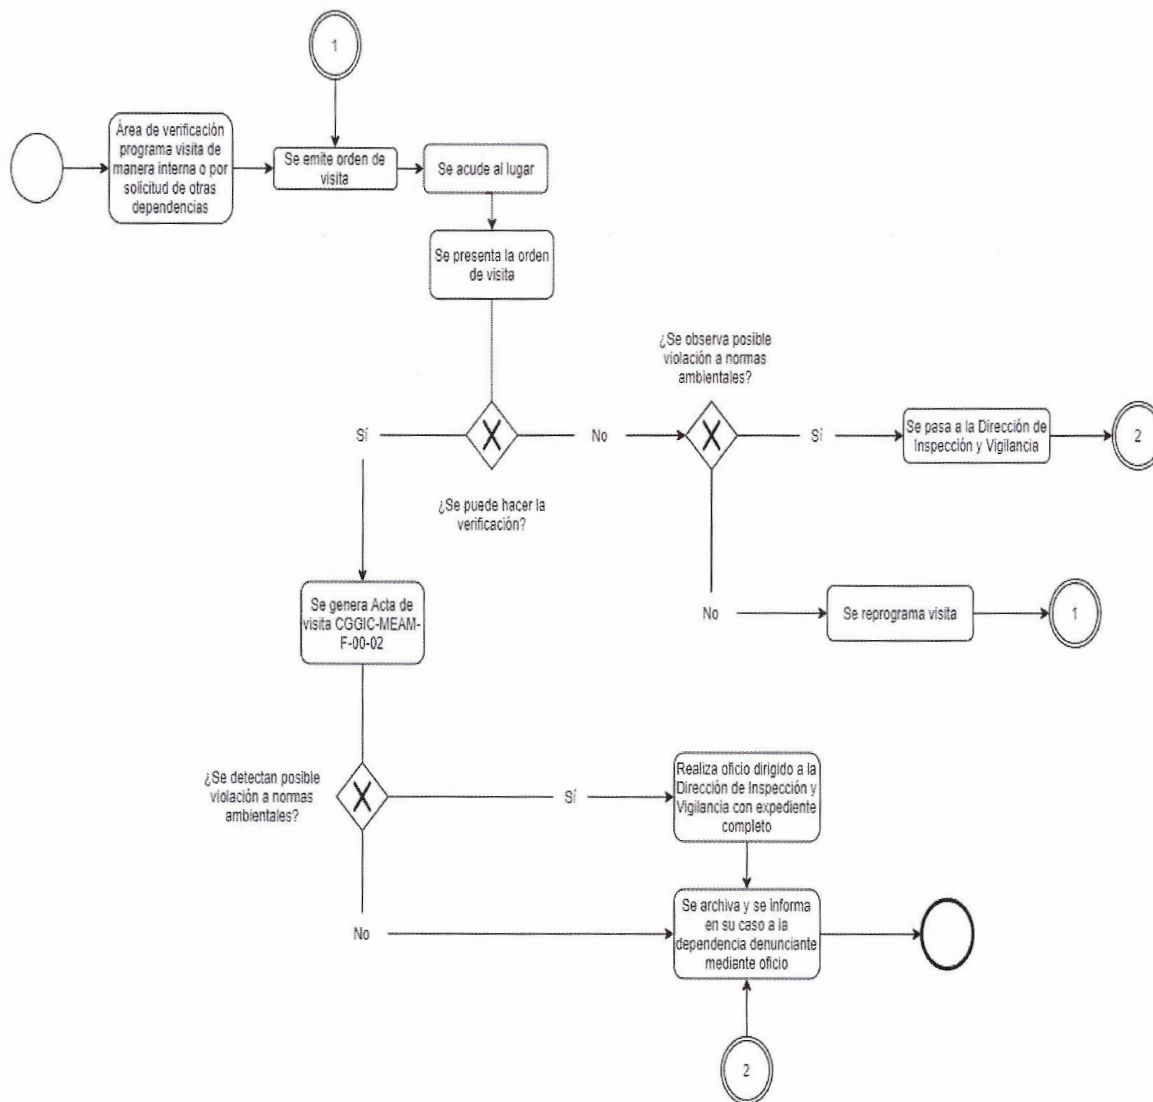 1
Área de verificación
programa visita de
manera interna o por
solicitud de otras
dependencias
Se emite orden de
visita
Se acude al lugar
Se presenta la orden
de visita
¿Se observa posible
violación a normas
ambientales?
Sí
No
Sí
Se pasa a la Dirección de
Inspección y Vigilancia
2
¿Se puede hacer la
verificación?
Se genera Acta de
visita CGGIC-MEAM-
F-00-02
No
Se reprograma visita
1
¿Se detectan posible
violación a normas
ambientales?
Sí
Realiza oficio dirigido a la
Dirección de Inspección y
Vigilancia con expediente
completo
No
Se archiva y se informa
en su caso a la
dependencia denunciante
mediante oficio
2